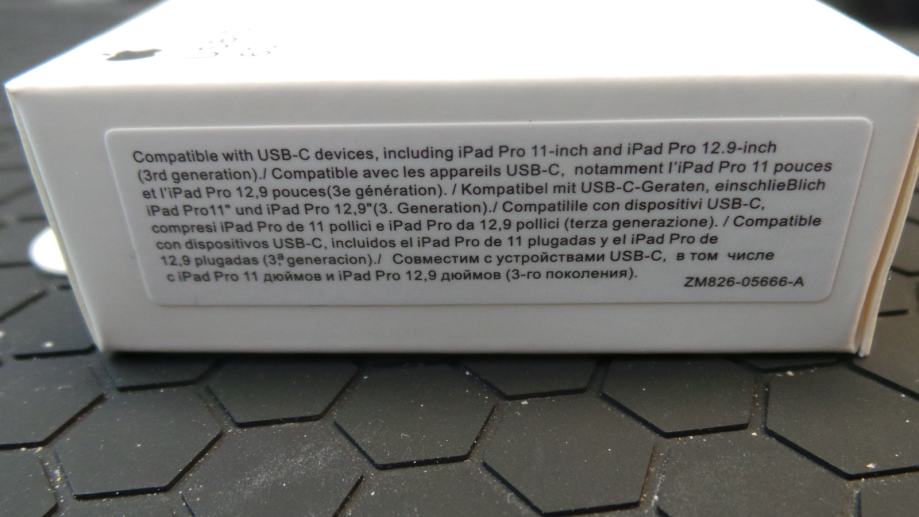 Compatible with USB-C devices, including iPad Pro 11-inch and iPad Pro 12.9-inch
(3rd generation)./ Compatible avec les appareils USB-C, notamment l'iPad Pro 11 pouces
et l'iPad Pro 12,9 pouces(3e génération). / Kompatibel mit USB-C-Geraten, einschlieBlich
iPad Pro11" und iPad Pro 12,9"(3. Generation)./ Compatilile con dispositivi USB-C,
compresi iPad Pro de 11 pollici e iPad Pro da 12,9 pollici (terza generazione). / Compatible
con dispositivos USB-C, incluidos el iPad Pro de 11 plugadas y el iPad Pro de
12,9 plugadas (3ª generacion)./ Совместим с устройствами USB-C, в том числе
с iPad Pro 11 дюймов и iPad Pro 12,9 дюймов (3-го поколения).
ZM826-05666-A